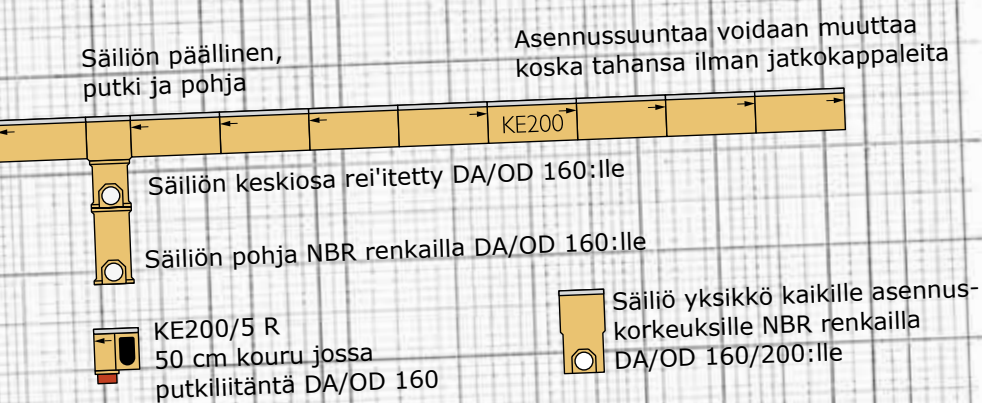 Säiliön päällinen,
putki ja pohja
Asennussuuntaa voidaan muuttaa
koska tahansa ilman jatkokappaleita
KE200
Säiliön keskiosa rei'itetty DA/OD 160:lle
Säiliön pohja NBR renkailla DA/OD 160:lle
KE200/5 R
50 cm kouru jossa
putkiliitäntä DA/OD 160
Säiliö yksikkö kaikille asennus-
korkeuksille NBR renkailla
DA/OD 160/200:lle